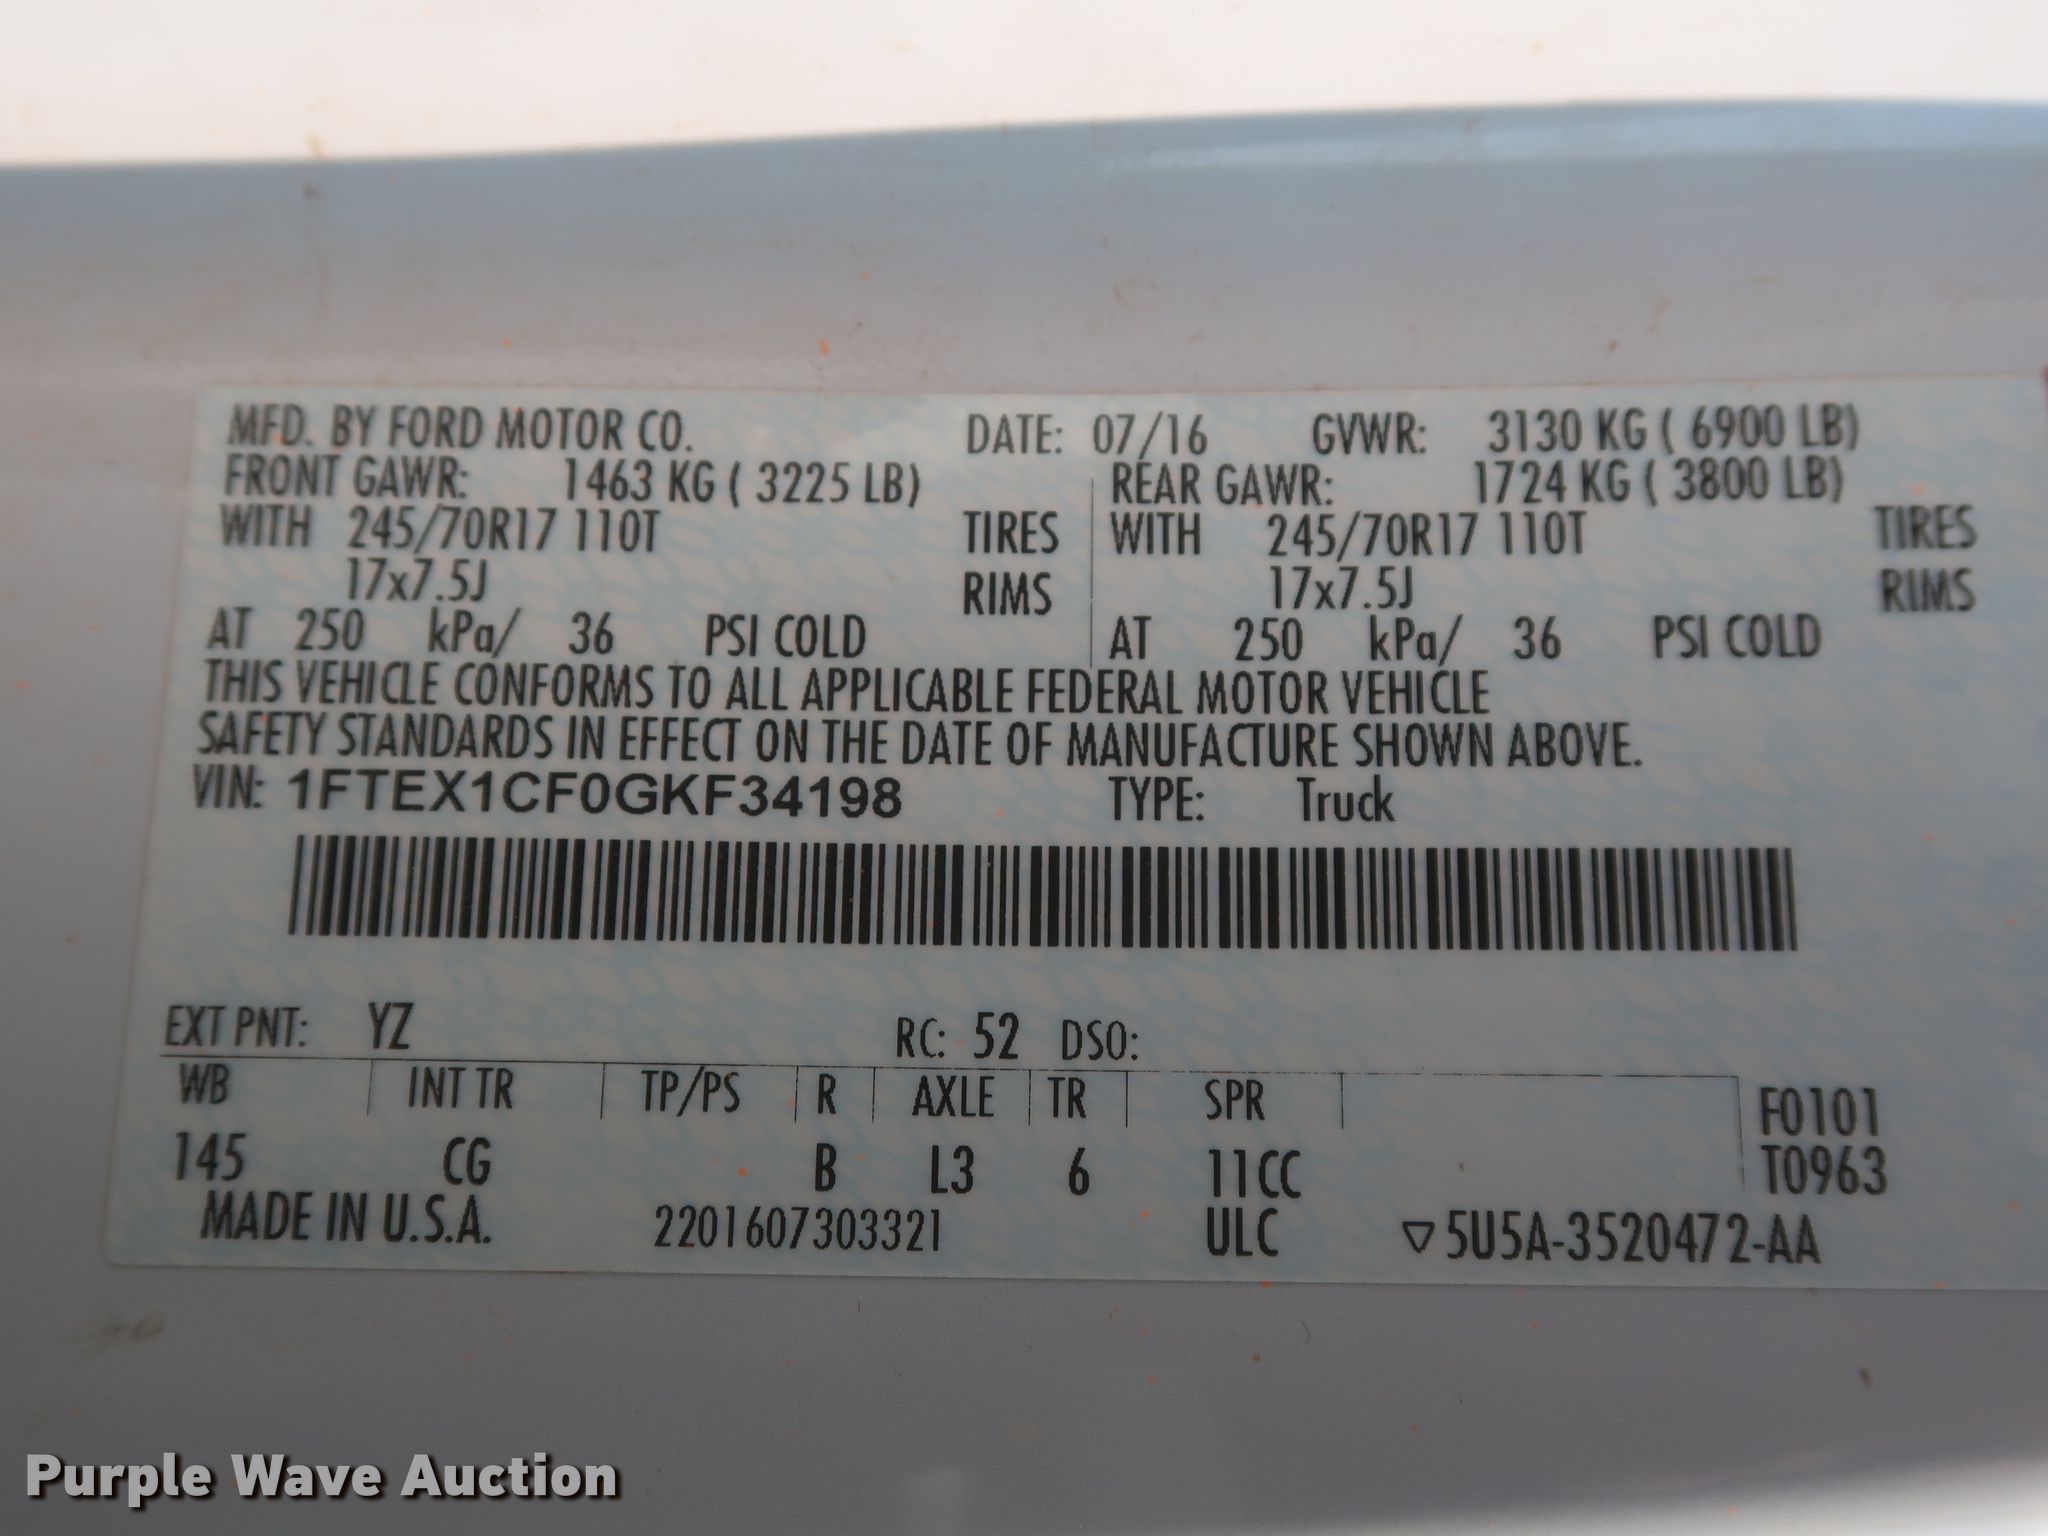 MFD. BY FORD MOTOR CO. DATE: 07/16 GVWR: 3130 KG ( 6900 LB)
FRONT GAWR: 1463 KG ( 3225 LB) REAR GAWR: 1724 KG ( 3800 LB)
WITH 245/70R17 110T TIRES WITH 245/70R17 110T TIRES
17x7.5J RIMS 17x7.5J RIMS
AT 250 kPa/ 36 PSI COLD AT 250 kPa/ 36 PSI COLD
THIS VEHICLE CONFORMS TO ALL APPLICABLE FEDERAL MOTOR VEHICLE
SAFETY STANDARDS IN EFFECT ON THE DATE OF MANUFACTURE SHOWN ABOVE.
VIN: 1FTEX1CF0GKF34198 TYPE: Truck
EXT PNT: YZ RC: 52 DSO:
WB INT TR TP/PS R AXLE TR SPR F0101
145 CG B L3 6 11CC T0963
MADE IN U.S.A. 2201607303321 ULC ▽5U5A-3520472-AA
Purple Wave Auction